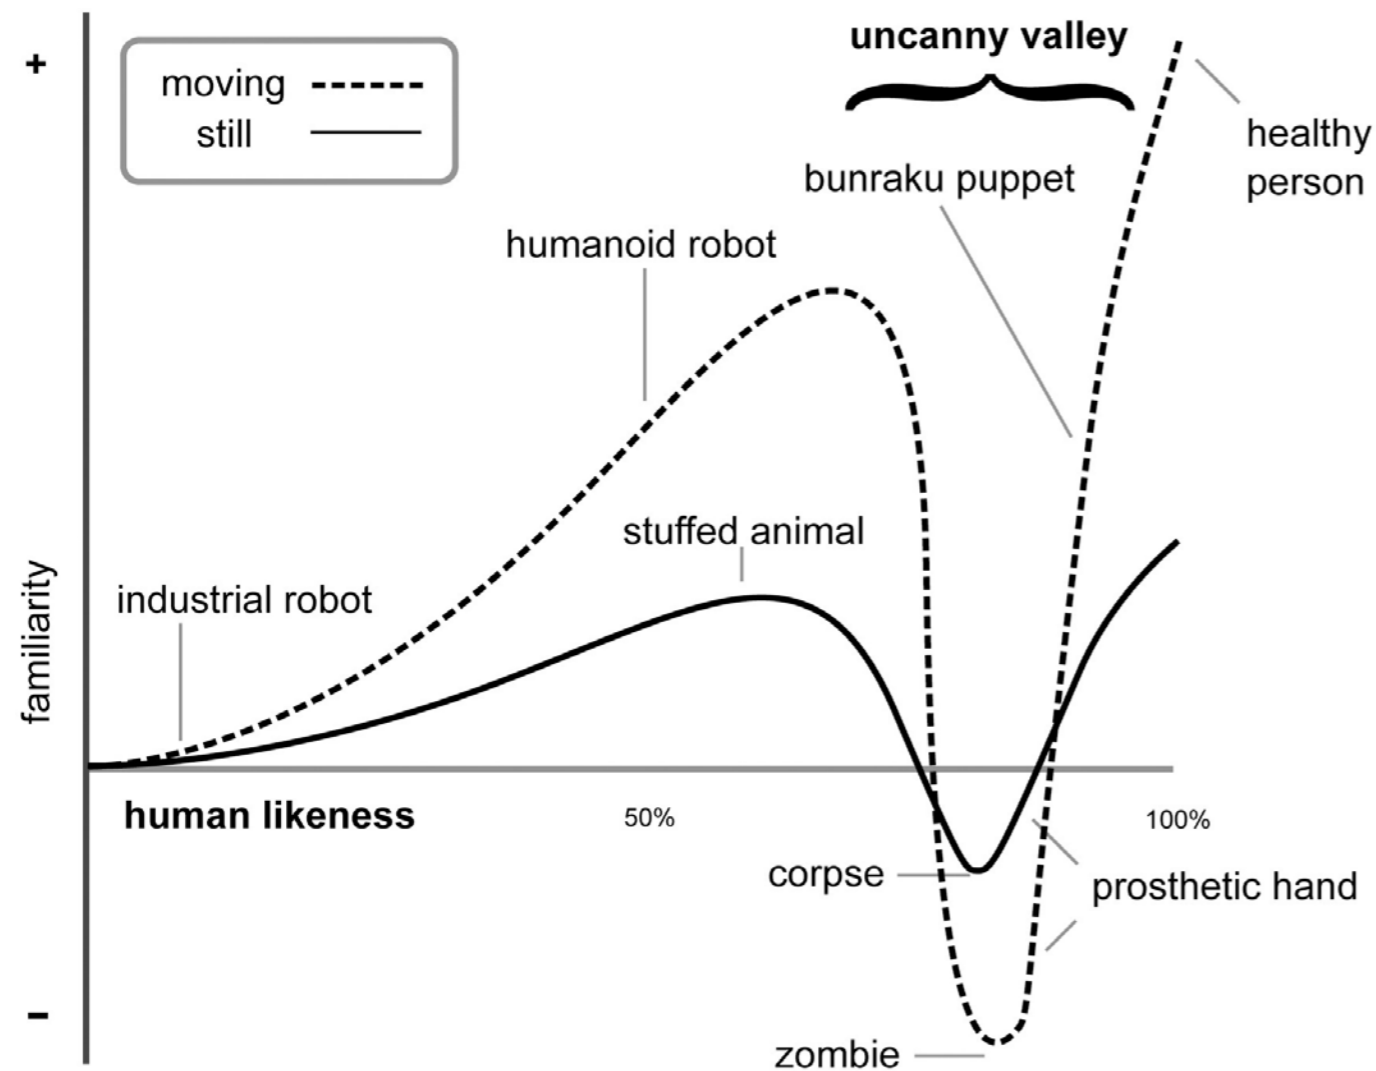 +
moving
still
uncanny valley
healthy
person
bunraku puppet
humanoid robot
stuffed animal
industrial robot
familiarity
human likeness
50%
100%
corpse
prosthetic hand
-
zombie